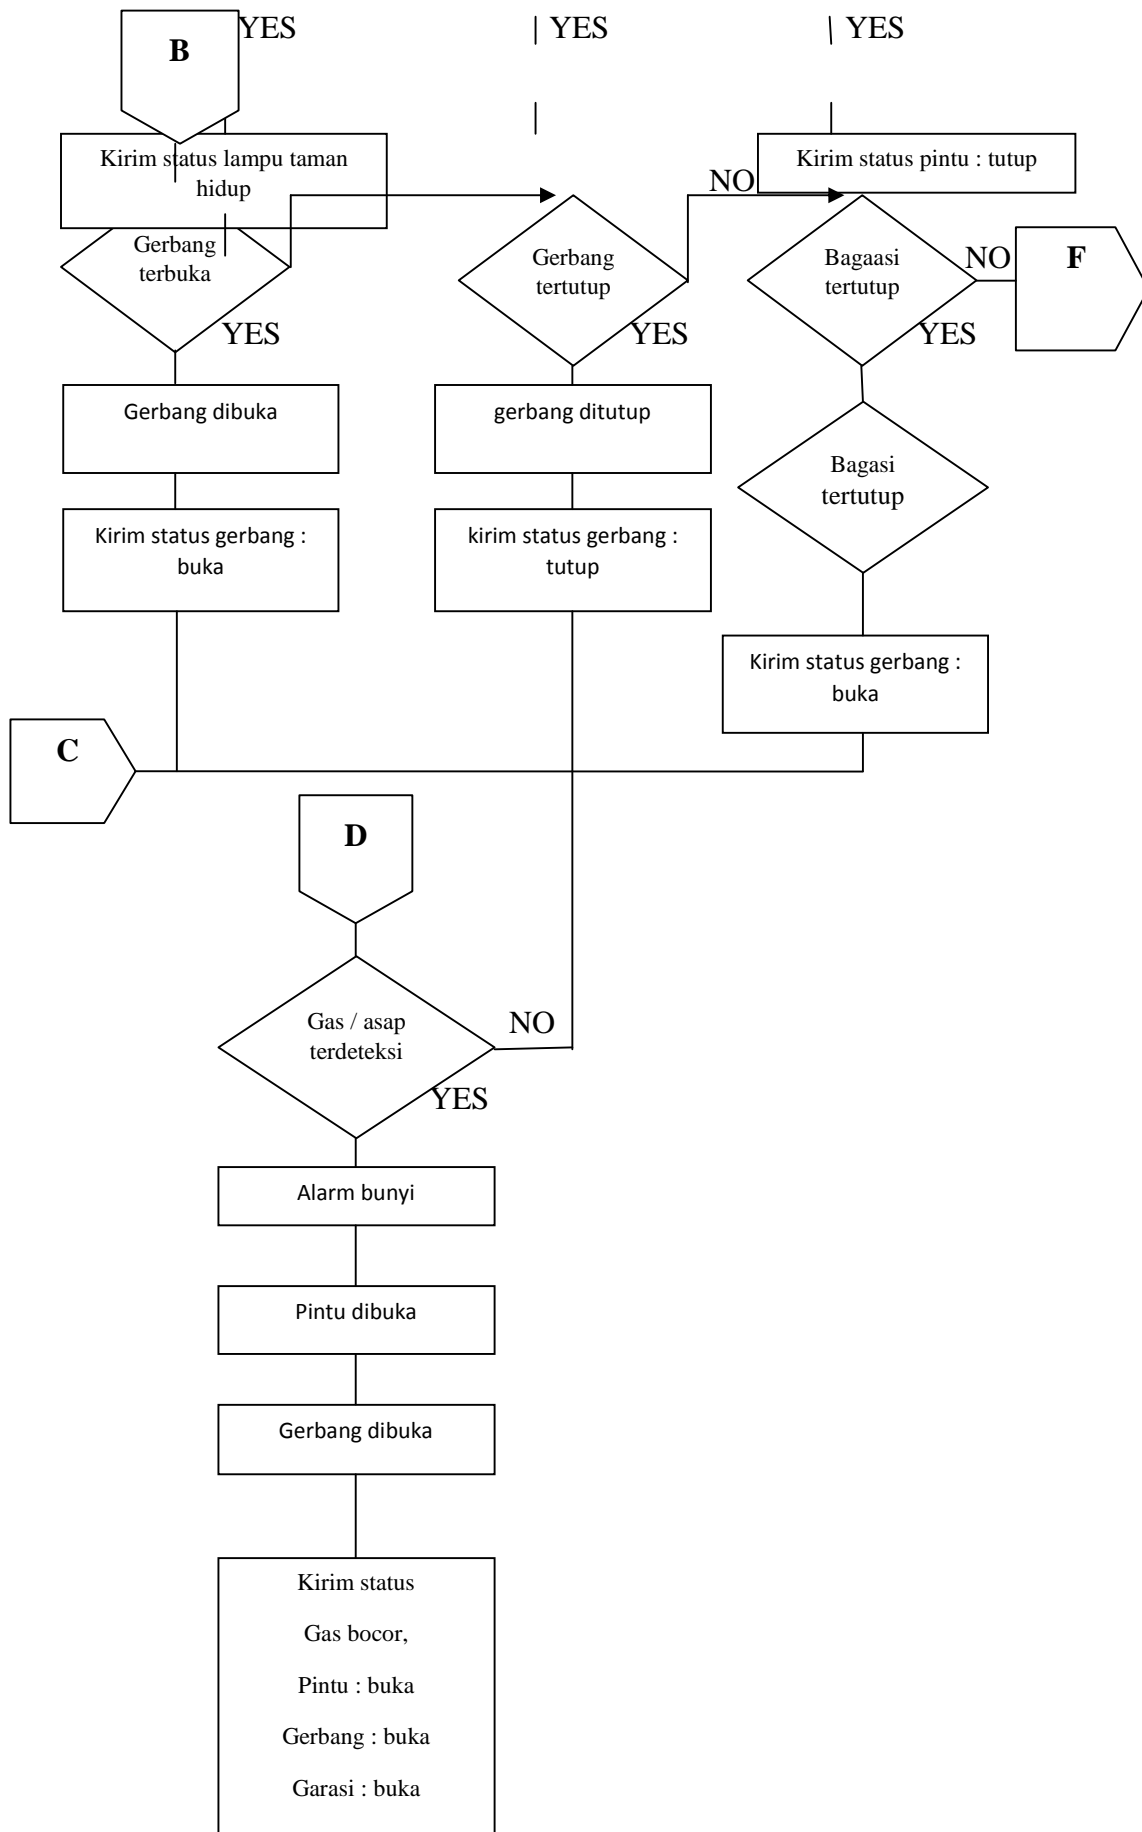 YES
YES
YES
B
Kirim status lampu taman
hidup
Kirim status pintu : tutup
NO
Gerbang
terbuka
YES
Gerbang
tertutup
YES
Bagaasi
tertutup
YES
NO
F
Gerbang dibuka
gerbang ditutup
Bagasi
tertutup
Kirim status gerbang :
buka
kirim status gerbang :
tutup
Kirim status gerbang :
buka
C
D
Gas / asap
terdeteksi
NO
YES
Alarm bunyi
Pintu dibuka
Gerbang dibuka
Kirim status
Gas bocor,
Pintu : buka
Gerbang : buka
Garasi : buka